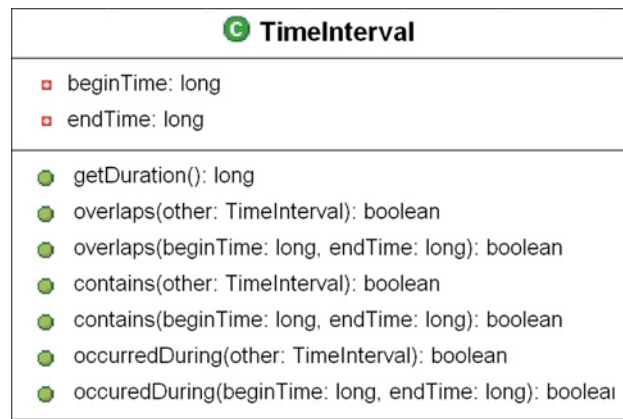 C TimeInterval
beginTime: long
endTime: long
getDuration(): long
overlaps(other: TimeInterval): boolean
overlaps(beginTime: long, endTime: long): boolean
contains(other: TimeInterval): boolean
contains(beginTime: long, endTime: long): boolean
occurredDuring(other: TimeInterval): boolean
occuredDuring(beginTime: long, endTime: long): boolea